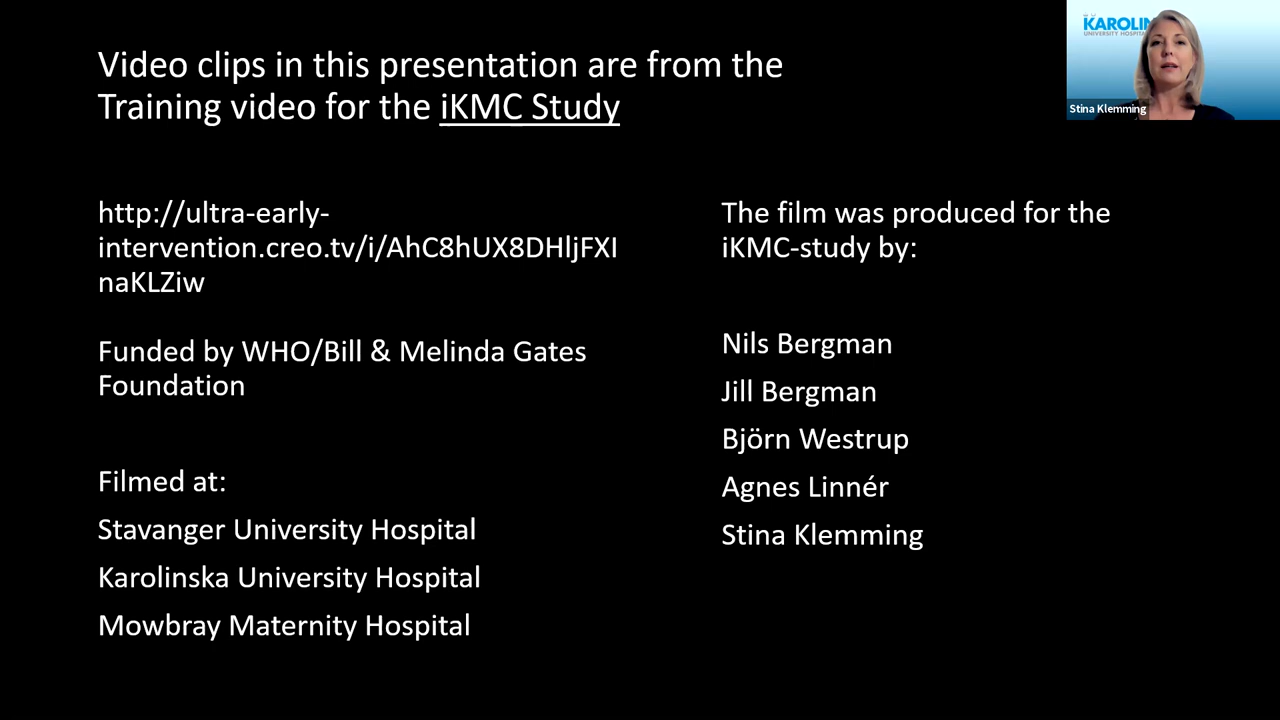 Video clips in this presentation are from the
Training video for the iKMC Study
http://ultra-early-
intervention.creo.tv/i/AhC8hUX8DHljFXI
naKLZiw
Funded by WHO/Bill & Melinda Gates
Foundation
Filmed at:
Stavanger University Hospital
Karolinska University Hospital
Mowbray Maternity Hospital
The film was produced for the
iKMC-study by:
Nils Bergman
Jill Bergman
Björn Westrup
Agnes Linnér
Stina Klemming
KAROLIN
UNIVERSITY HOSPITAL
Stina Klemming